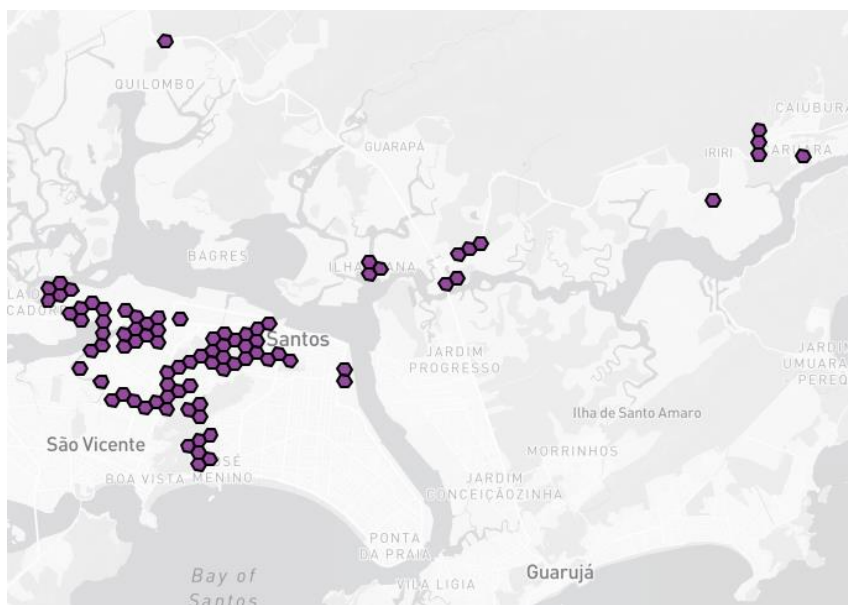 QUILOMBO
CAIUBURA
GUARAPÁ
IRIRI
BAGRES
Santos
JARDIM
PROGRESSO
JARDIM
UMUARA
PEREQ
Ilha de Santo Amaro
São Vicente
MORRINHOS
BOA VISTA
MENINO
JARDIM
CONCEIÇÃOZINHA
PONTA
DA PRAIA
Guarujá
Bay of
Santos
VILA LIGIA